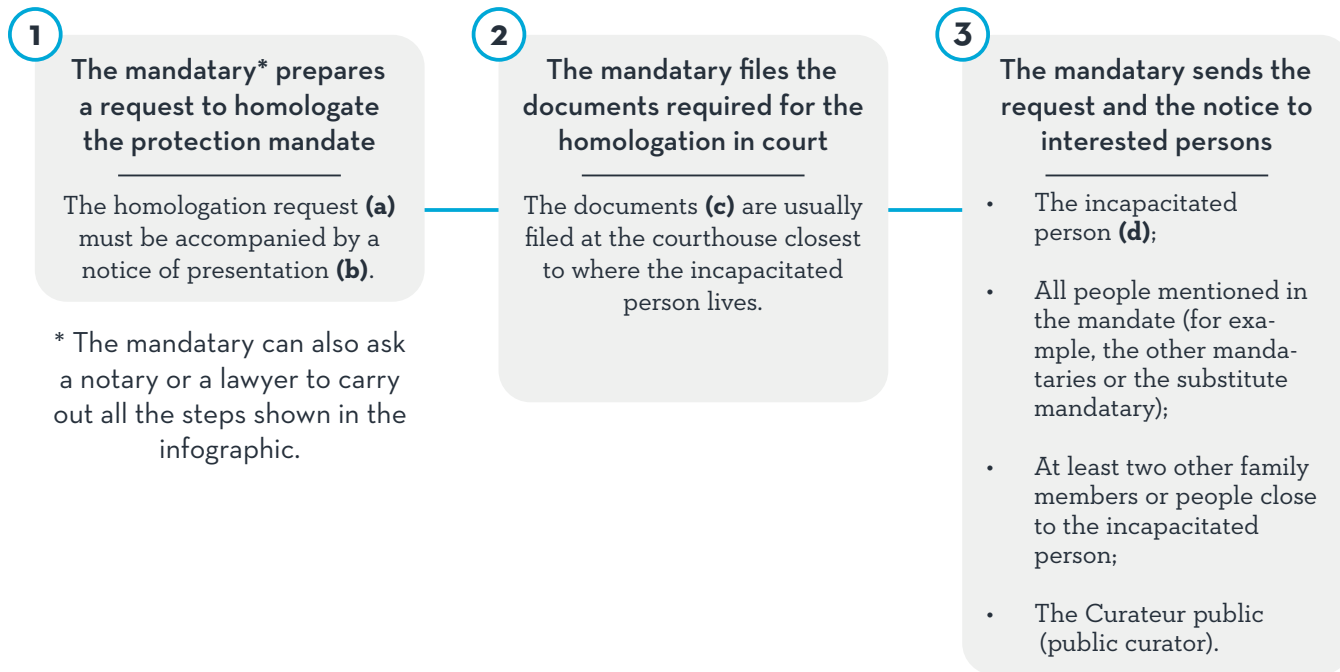 1
The mandatary* prepares
a request to homologate
the protection mandate
The homologation request (a)
must be accompanied by a
notice of presentation (b).
* The mandatary can also ask
a notary or a lawyer to carry
out all the steps shown in the
infographic.
2
The mandatary files the
documents required for the
homologation in court
The documents (c) are usually
filed at the courthouse closest
to where the incapacitated
person lives.
3
The mandatary sends the
request and the notice to
interested persons
• The incapacitated
person (d);
• All people mentioned in
the mandate (for exa-
mple, the other manda-
taries or the substitute
mandatary);
• At least two other family
members or people close
to the incapacitated
person;
• The Curateur public
(public curator).